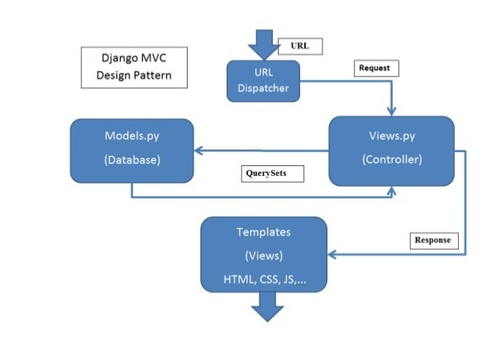 Django MVC
Design Pattern
URL
URL
Dispatcher
Request
Models.py
(Database)
Views.py
(Controller)
QuerySets
Templates
(Views)
HTML, CSS, JS,...
Response